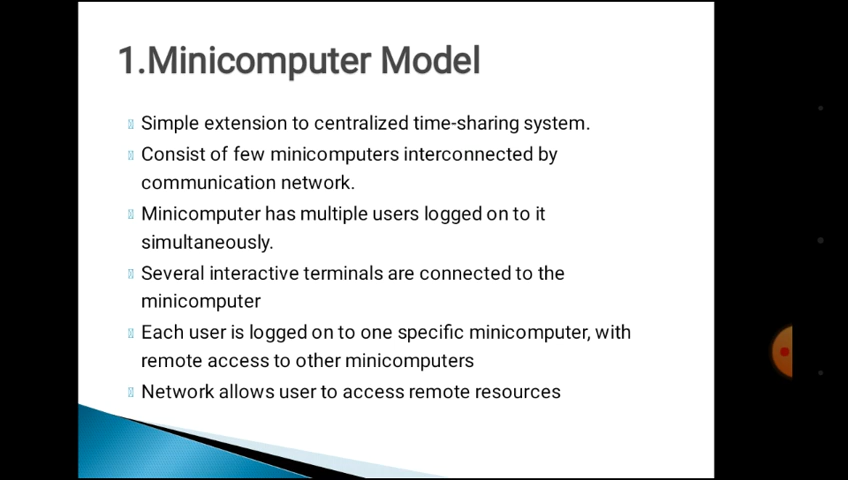 1.Minicomputer Model
Simple extension to centralized time-sharing system.
Consist of few minicomputers interconnected by
communication network.
Minicomputer has multiple users logged on to it
simultaneously.
Several interactive terminals are connected to the
minicomputer
Each user is logged on to one specific minicomputer, with
remote access to other minicomputers
Network allows user to access remote resources